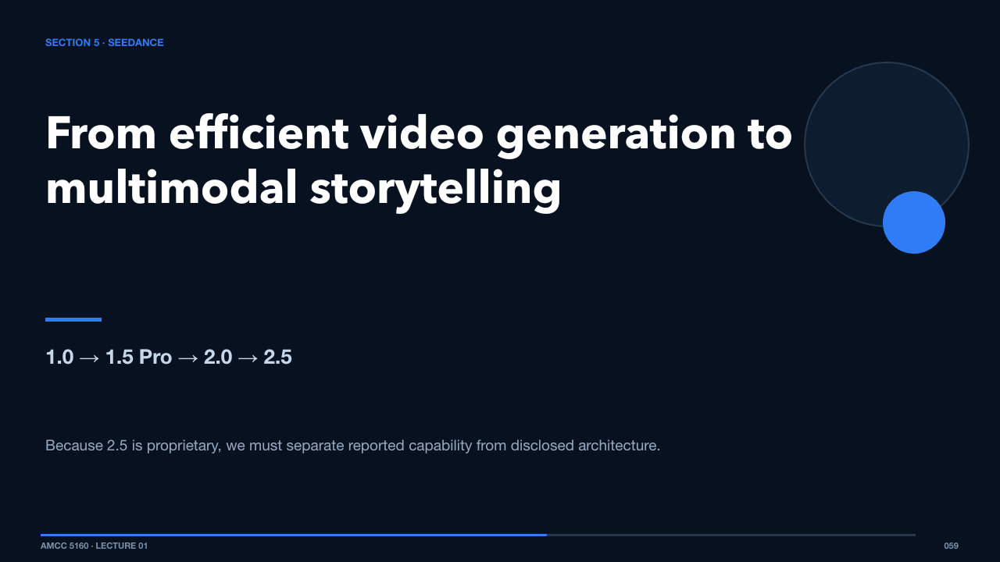 SECTION 5 · SEEDANCE
From efficient video generation to
multimodal storytelling
1.0 → 1.5 Pro → 2.0 → 2.5
Because 2.5 is proprietary, we must separate reported capability from disclosed architecture.
AMCC 5160 · LECTURE 01
059